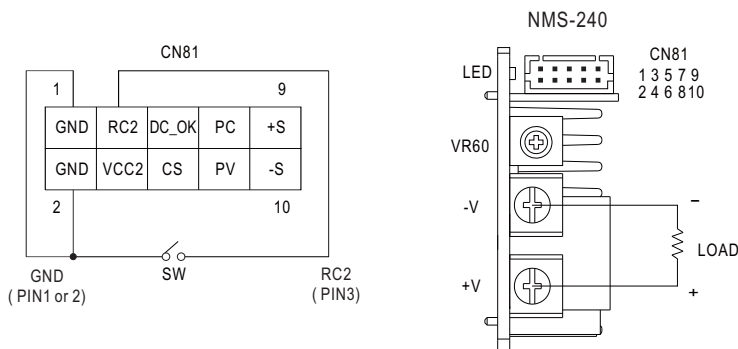 CN81
1 9
GND RC2 DC_OK PC +S
GND VCC2 CS PV -S
2 10
SW
GND
( PIN1 or 2)
RC2
( PIN3)
NMS-240
LED
CN81
1 3 5 7 9
2 4 6 8 10
VR60
-V
–
LOAD
+V
+